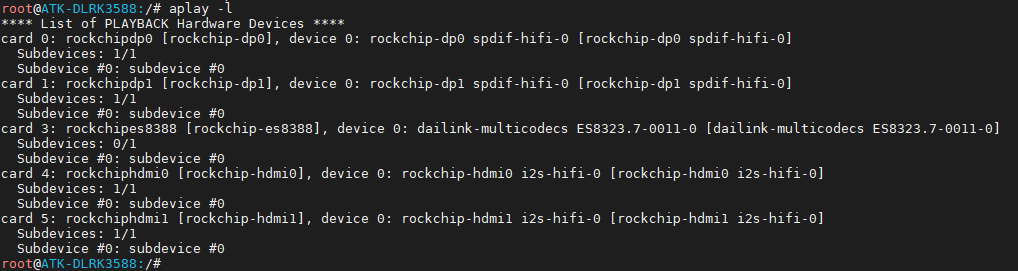 root@ATK-DLRK3588:/# aplay -l
**** List of PLAYBACK Hardware Devices ****
card 0: rockchipdp0 [rockchip-dp0], device 0: rockchip-dp0 spdif-hifi-0 [rockchip-dp0 spdif-hifi-0]
  Subdevices: 1/1
  Subdevice #0: subdevice #0
card 1: rockchipdp1 [rockchip-dp1], device 0: rockchip-dp1 spdif-hifi-0 [rockchip-dp1 spdif-hifi-0]
  Subdevices: 1/1
  Subdevice #0: subdevice #0
card 3: rockchipes8388 [rockchip-es8388], device 0: dailink-multicodecs ES8323.7-0011-0 [dailink-multicodecs ES8323.7-0011-0]
  Subdevices: 0/1
  Subdevice #0: subdevice #0
card 4: rockchiphdmi0 [rockchip-hdmi0], device 0: rockchip-hdmi0 i2s-hifi-0 [rockchip-hdmi0 i2s-hifi-0]
  Subdevices: 1/1
  Subdevice #0: subdevice #0
card 5: rockchiphdmi1 [rockchip-hdmi1], device 0: rockchip-hdmi1 i2s-hifi-0 [rockchip-hdmi1 i2s-hifi-0]
  Subdevices: 1/1
  Subdevice #0: subdevice #0
root@ATK-DLRK3588:/#